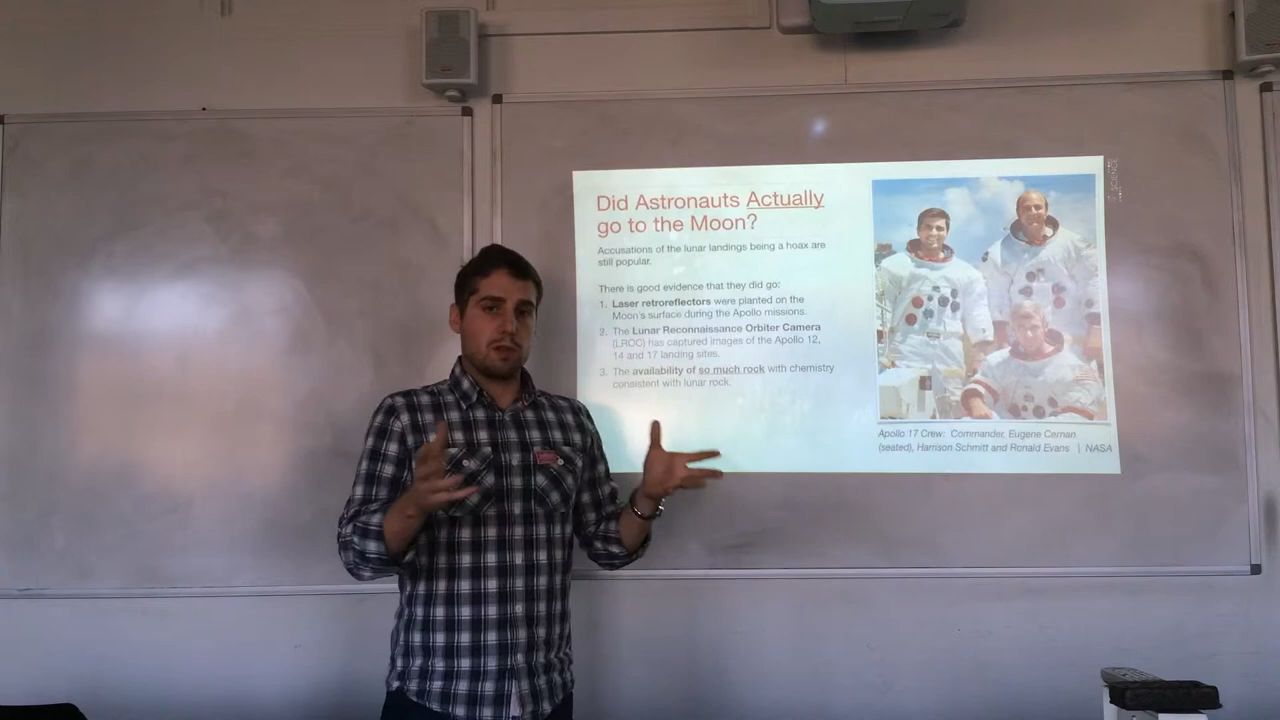 Did Astronauts Actually
go to the Moon?
Accusations of the lunar landings being a hoax are
still popular.
There is good evidence that they did go:
1. Laser retroreflectors were planted on the
Moon's surface during the Apollo missions.
2. The Lunar Reconnaissance Orbiter Camera
(LROC) has captured images of the Apollo 12,
14 and 17 landing sites.
3. The availability of so much rock with chemistry
consistent with lunar rock.
Apollo 17 Crew: Commander, Eugene Cernan
(seated), Harrison Schmitt and Ronald Evans | NASA
SCIENCE